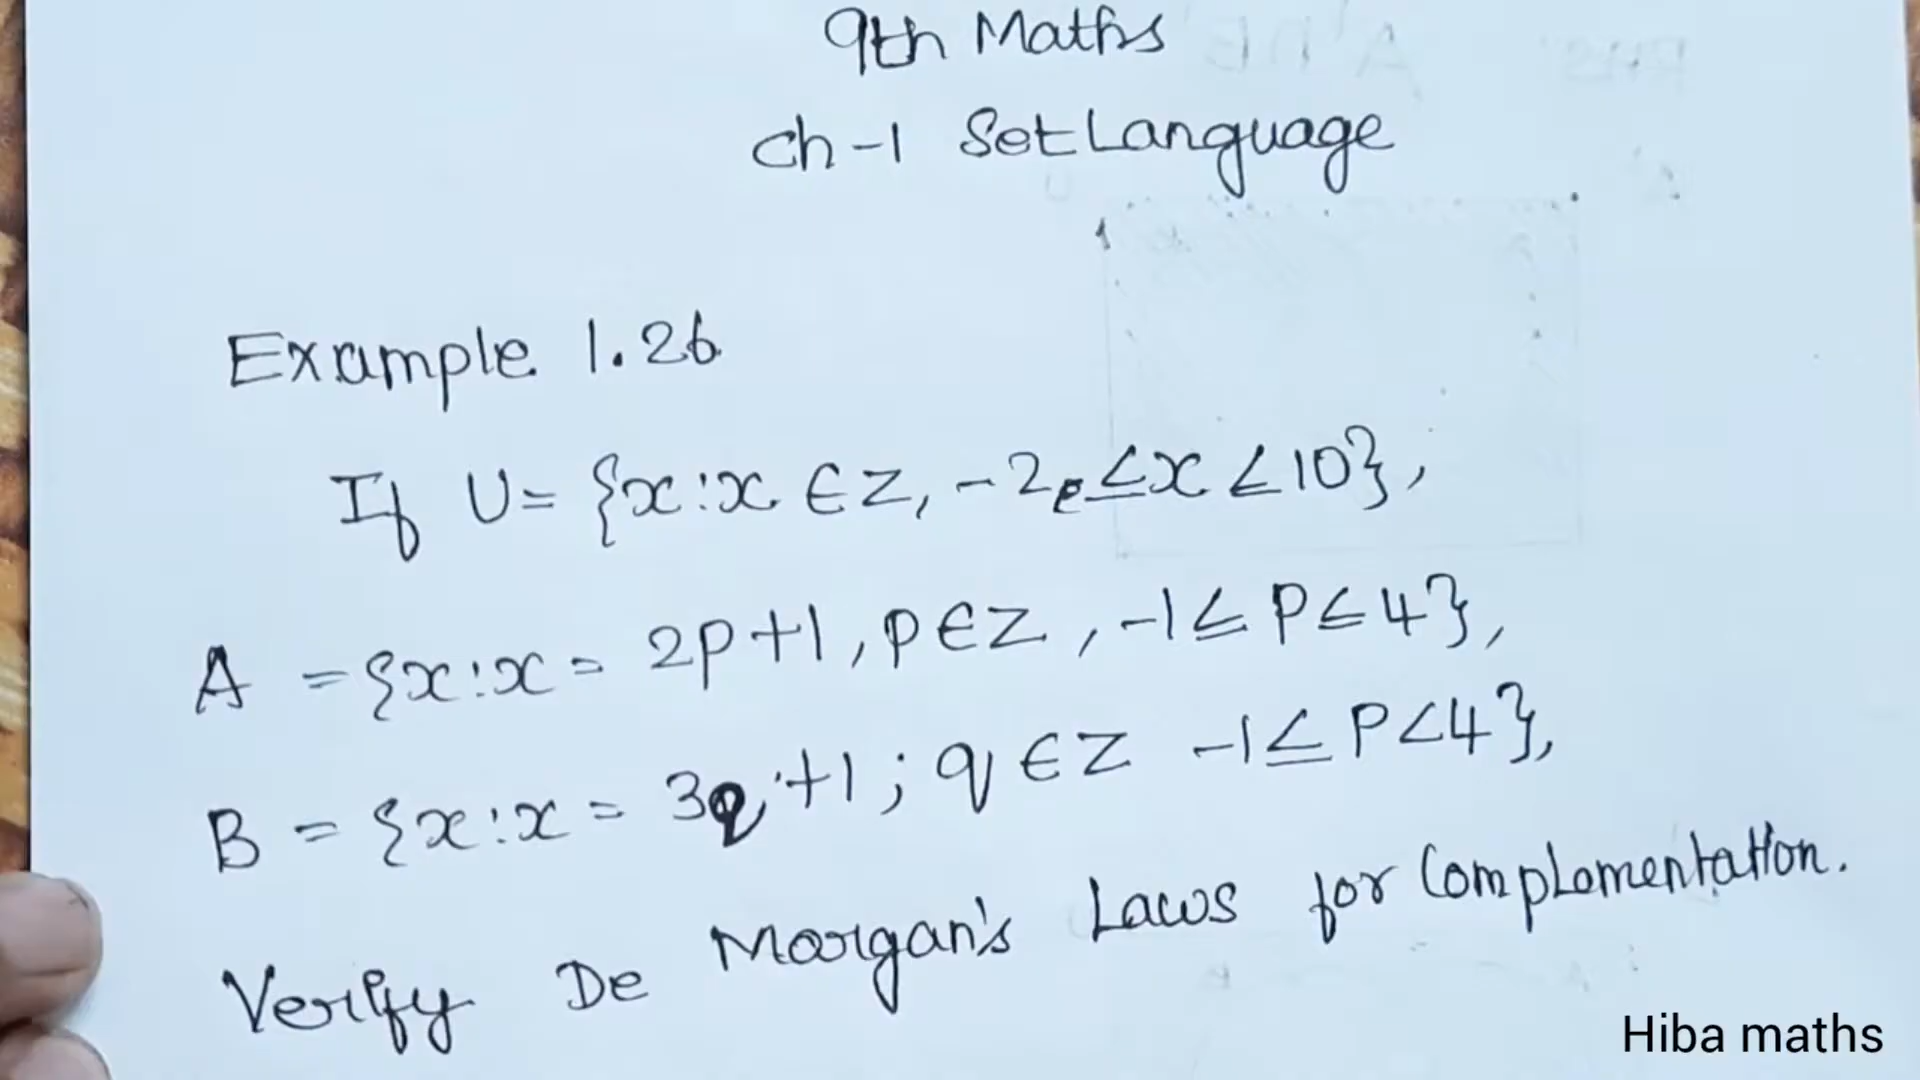 9th Maths
Ch-1 Set Language
Example 1.26
If U = {x : x ∈ Z, -2 ≤ x < 10},
A = {x : x = 2p+1, p ∈ Z, -1 ≤ P ≤ 4},
B = {x : x = 3q+1; q ∈ Z -1 ≤ P < 4},
Verify De Morgan's Laws for Complementation.
Hiba maths